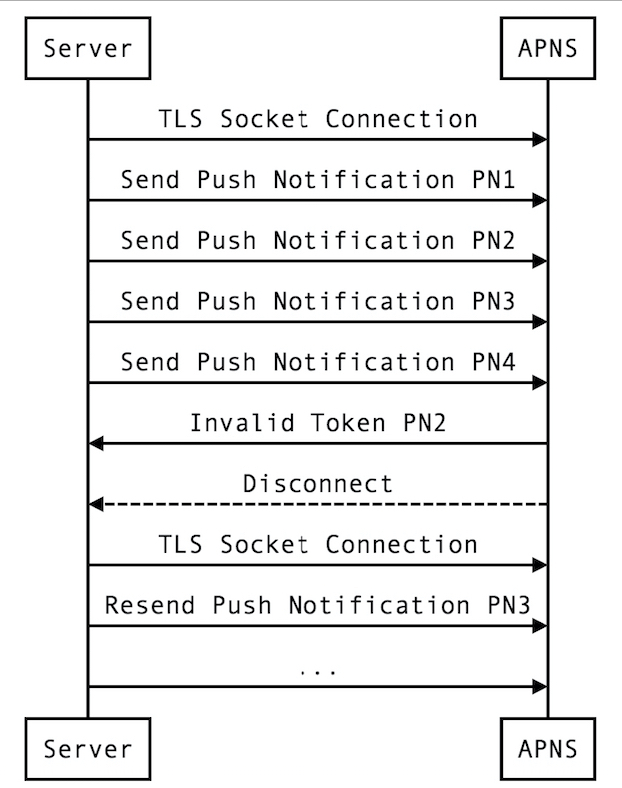 Server APNS
TLS Socket Connection
Send Push Notification PN1
Send Push Notification PN2
Send Push Notification PN3
Send Push Notification PN4
Invalid Token PN2
Disconnect
TLS Socket Connection
Resend Push Notification PN3
...
Server APNS